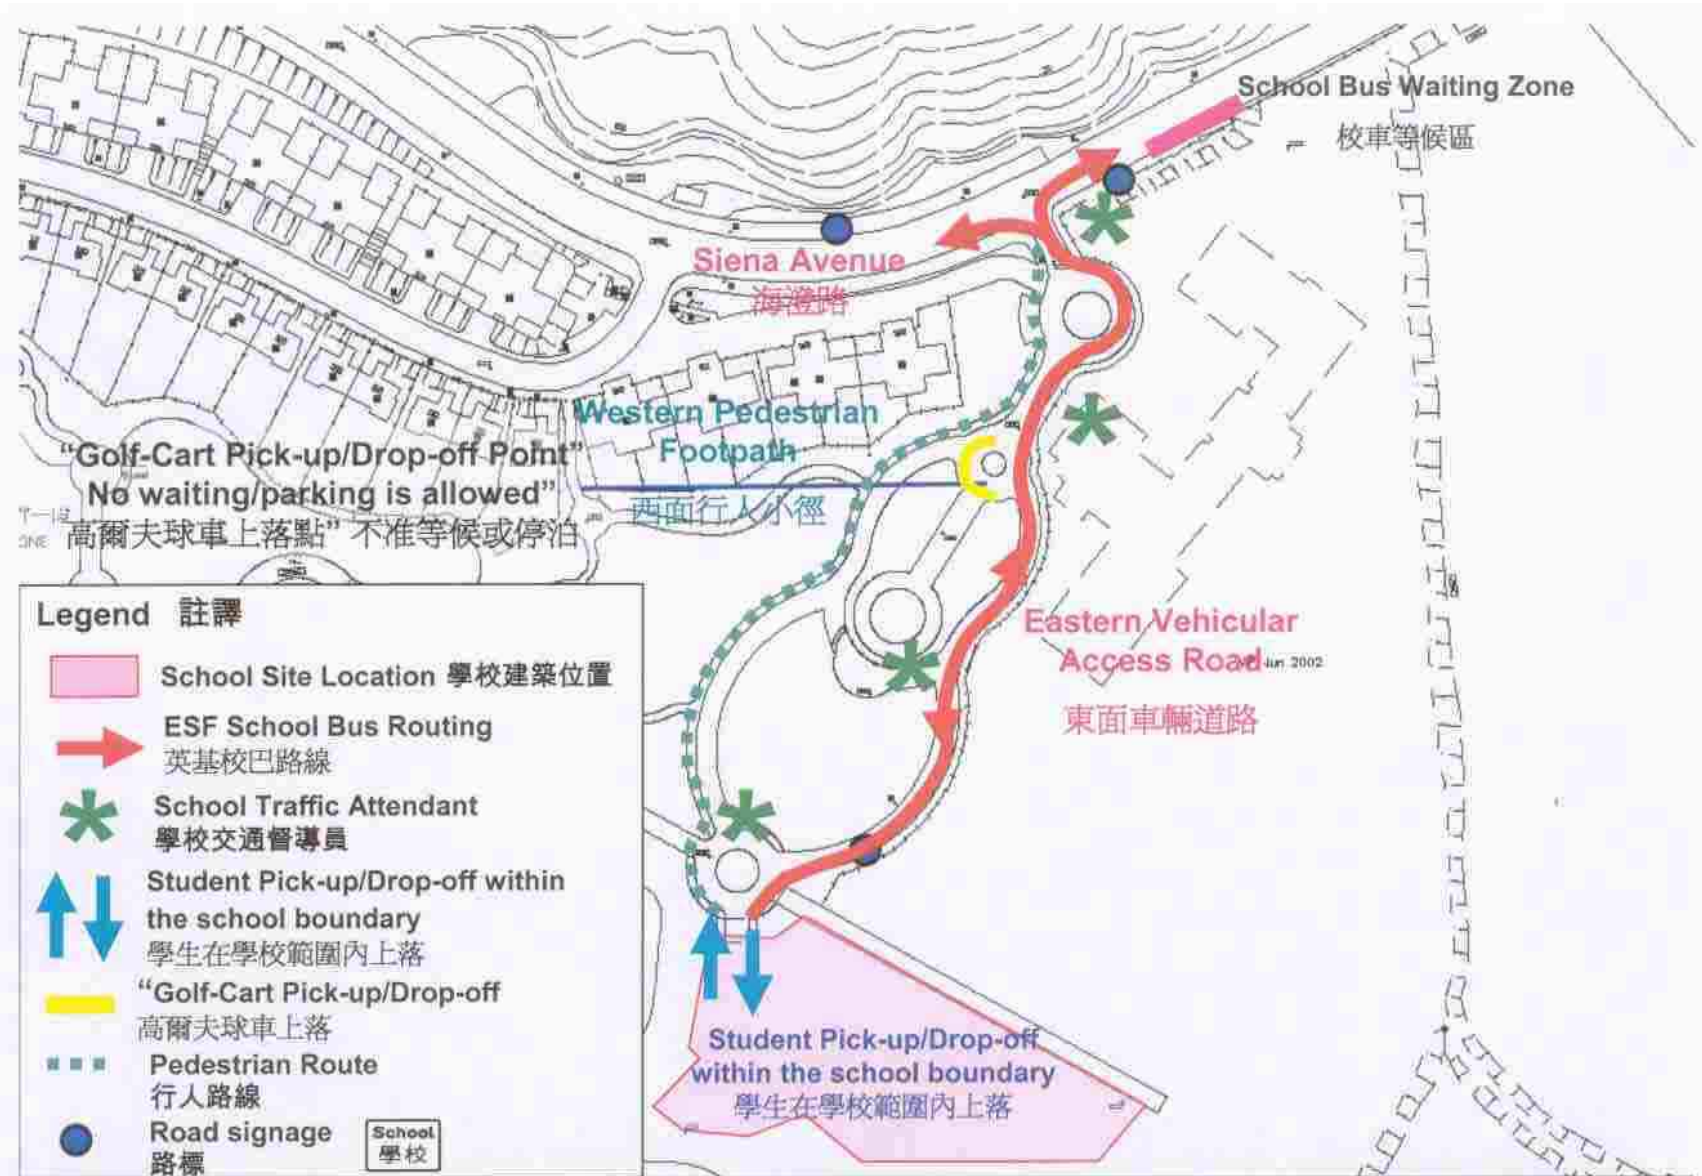 School Bus Waiting Zone
校車等候區
Siena Avenue
海澄路
Western Pedestrian
Footpath
西面行人小徑
“Golf-Cart Pick-up/Drop-off Point”
No waiting/parking is allowed”
高爾夫球車上落點” 不准等候或停泊
Eastern Vehicular
Access Road
Jun 2002
東面車輛道路
Legend 註譯
School Site Location 學校建築位置
ESF School Bus Routing
英基校巴路線
School Traffic Attendant
學校交通督導員
Student Pick-up/Drop-off within
the school boundary
學生在學校範圍內上落
“Golf-Cart Pick-up/Drop-off
高爾夫球車上落
Pedestrian Route
行人路線
Road signage
路標
School
學校
Student Pick-up/Drop-off
within the school boundary
學生在學校範圍內上落